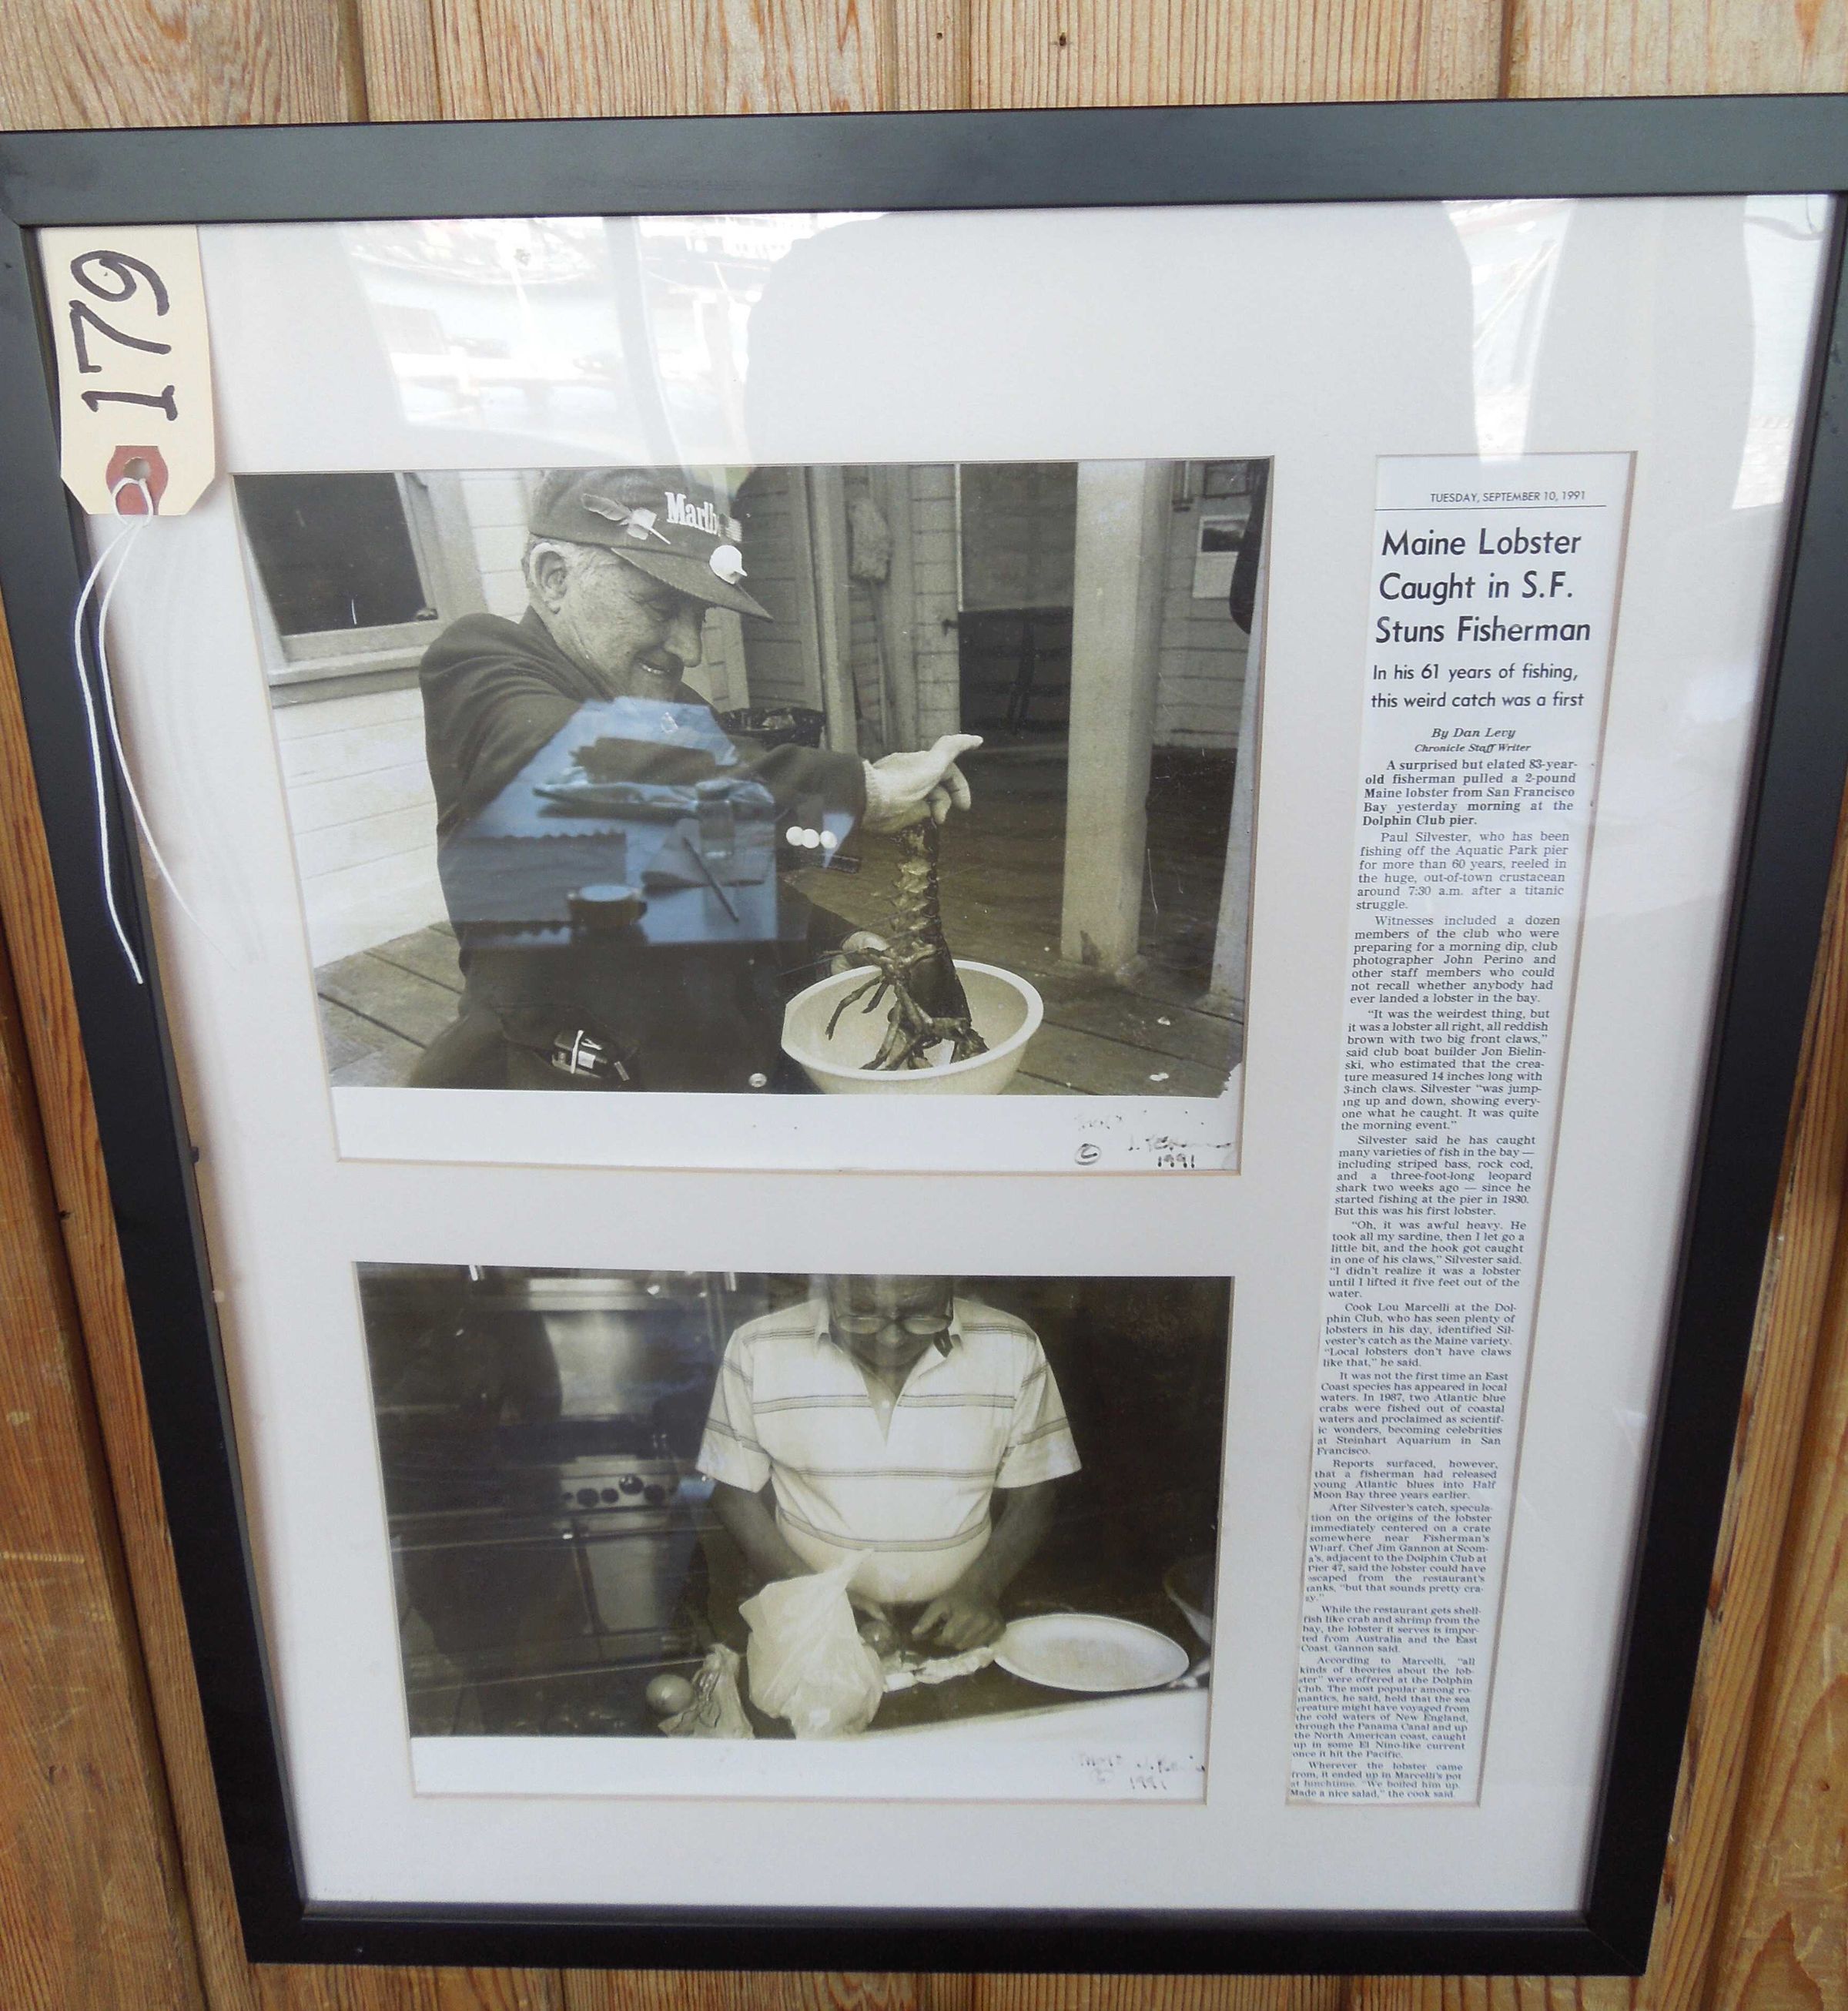 179
Marlb
©
1991
1991
TUESDAY, SEPTEMBER 10, 1991
Maine Lobster
Caught in S.F.
Stuns Fisherman
In his 61 years of fishing,
this weird catch was a first
By Dan Levy
Chronicle Staff Writer
A surprised but elated 83-year-
old fisherman pulled a 2-pound
Maine lobster from San Francisco
Bay yesterday morning at the
Dolphin Club pier.
Paul Silvester, who has been
fishing off the Aquatic Park pier
for more than 60 years, reeled in
the huge, out-of-town crustacean
around 7:30 a.m. after a titanic
struggle.
Witnesses included a dozen
members of the club who were
preparing for a morning dip, club
photographer John Perino and
other staff members who could
not recall whether anybody had
ever landed a lobster in the bay.
"It was the weirdest thing, but
it was a lobster all right, all reddish
brown with two big front claws,"
said club boat builder Jon Bielin-
ski, who estimated that the crea-
ture measured 14 inches long with
3-inch claws. Silvester "was jump-
ing up and down, showing every-
one what he caught. It was quite
the morning event."
Silvester said he has caught
many varieties of fish in the bay —
including striped bass, rock cod,
and a three-foot-long leopard
shark two weeks ago — since he
started fishing at the pier in 1930.
But this was his first lobster.
"Oh, it was awful heavy. He
took all my sardine, then I let go a
little bit, and the hook got caught
in one of his claws," Silvester said.
"I didn't realize it was a lobster
until I lifted it five feet out of the
water.
Cook Lou Marcelli at the Dol-
phin Club, who has seen plenty of
lobsters in his day, identified Sil-
vester's catch as the Maine variety.
"Local lobsters don't have claws
like that," he said.
It was not the first time an East
Coast species has appeared in local
waters. In 1987, two Atlantic blue
crabs were fished out of coastal
waters and proclaimed as scientif-
ic wonders, becoming celebrities
at Steinhart Aquarium in San
Francisco.
Reports surfaced, however,
that a fisherman had released
young Atlantic blues into Half
Moon Bay three years earlier.
After Silvester's catch, specula-
tion on the origins of the lobster
immediately centered on a crate
somewhere near Fisherman's
Wharf. Chef Jim Gannon at Scom-
a's, adjacent to the Dolphin Club at
Pier 47, said the lobster could have
escaped from the restaurant's
tanks, "but that sounds pretty cra-
zy."
While the restaurant gets shell-
fish like crab and shrimp from the
bay, the lobster it serves is impor-
ted from Australia and the East
Coast, Gannon said.
According to Marcelli, "all
kinds of theories about the lob-
ster" were offered at the Dolphin
Club. The most popular among ro-
mantics, he said, held that the sea
creature might have voyaged from
the cold waters of New England,
through the Panama Canal and up
the North American coast, caught
up in some El Nino-like current
once it hit the Pacific.
Wherever the lobster came
from, it ended up in Marcelli's pot
at lunchtime. "We boiled him up.
Made a nice salad," the cook said.